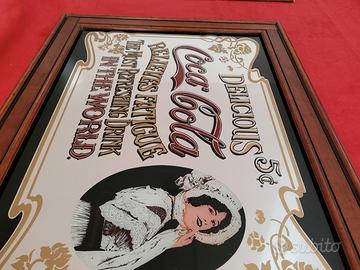 DELICIOUS 5¢.
Coca-Cola
RELIEVES FATIGUE
THE MOST REFRESHING DRINK
IN THE WORLD.
subito